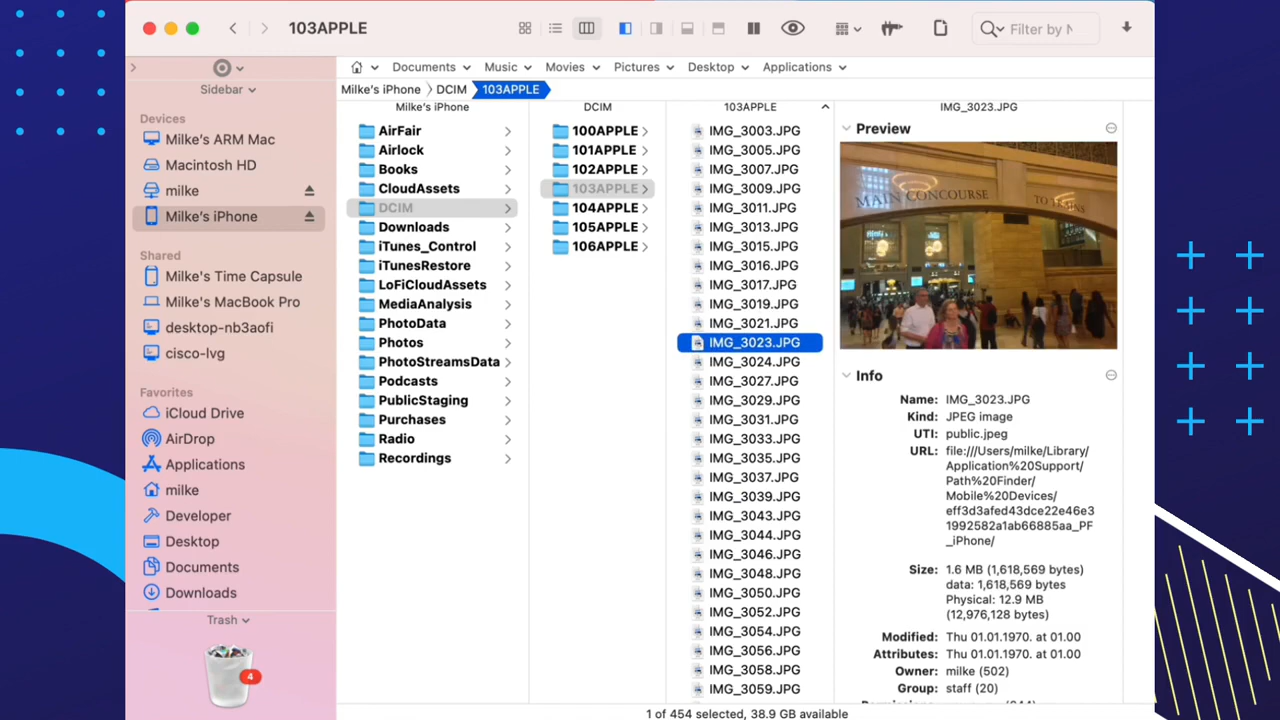 103APPLE
Filter by N
Documents
Music
Movies
Pictures
Desktop
Applications
Milke's iPhone
DCIM
103APPLE
Sidebar
Devices
Milke's ARM Mac
Macintosh HD
milke
Milke's iPhone
Shared
Milke's Time Capsule
Milke's MacBook Pro
desktop-nb3aofi
cisco-lvg
Favorites
iCloud Drive
AirDrop
Applications
milke
Developer
Desktop
Documents
Downloads
Trash
4
Milke's iPhone
AirFair
Airlock
Books
CloudAssets
DCIM
Downloads
iTunes_Control
iTunesRestore
LoFiCloudAssets
MediaAnalysis
PhotoData
Photos
PhotoStreamsData
Podcasts
PublicStaging
Purchases
Radio
Recordings
DCIM
100APPLE
101APPLE
102APPLE
103APPLE
104APPLE
105APPLE
106APPLE
103APPLE
IMG_3003.JPG
IMG_3005.JPG
IMG_3007.JPG
IMG_3009.JPG
IMG_3011.JPG
IMG_3013.JPG
IMG_3015.JPG
IMG_3016.JPG
IMG_3017.JPG
IMG_3019.JPG
IMG_3021.JPG
IMG_3023.JPG
IMG_3024.JPG
IMG_3027.JPG
IMG_3029.JPG
IMG_3031.JPG
IMG_3033.JPG
IMG_3035.JPG
IMG_3037.JPG
IMG_3039.JPG
IMG_3043.JPG
IMG_3044.JPG
IMG_3046.JPG
IMG_3048.JPG
IMG_3050.JPG
IMG_3052.JPG
IMG_3054.JPG
IMG_3056.JPG
IMG_3058.JPG
IMG_3059.JPG
IMG_3023.JPG
Preview
MAIN CONCOURSE
TO TRAINS
Info
Name: IMG_3023.JPG
Kind: JPEG image
UTI: public.jpeg
URL: file:///Users/milke/Library/
Application%20Support/
Path%20Finder/
Mobile%20Devices/
eff3d3afed43dce22e46e3
1992582a1ab66885aa_PF
_iPhone/
Size: 1.6 MB (1,618,569 bytes)
data: 1,618,569 bytes
Physical: 12.9 MB
(12,976,128 bytes)
Modified: Thu 01.01.1970. at 01.00
Attributes: Thu 01.01.1970. at 01.00
Owner: milke (502)
Group: staff (20)
1 of 454 selected, 38.9 GB available